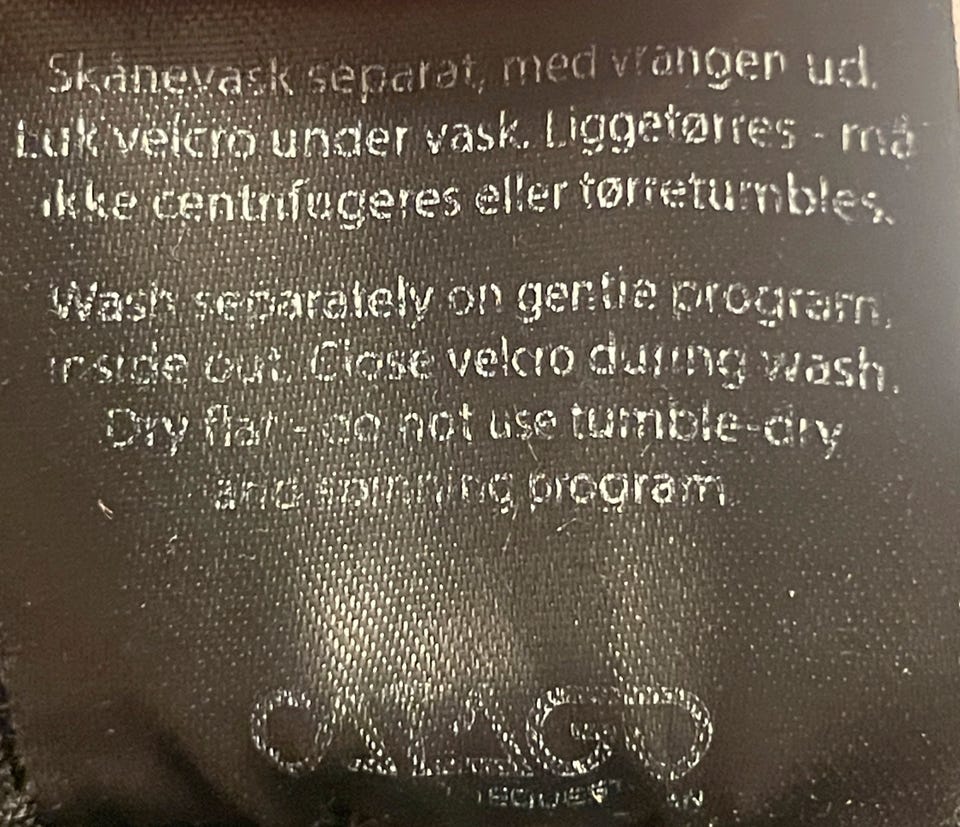 Skånevask separat, med vrangen ud.
Luk velcro under vask. Liggetørres - må
ikke centrifugeres eller tørretumbles.
Wash separately on gentle program,
inside out. Close velcro during wash.
Dry flat - do not use tumble-dry
and spinning program